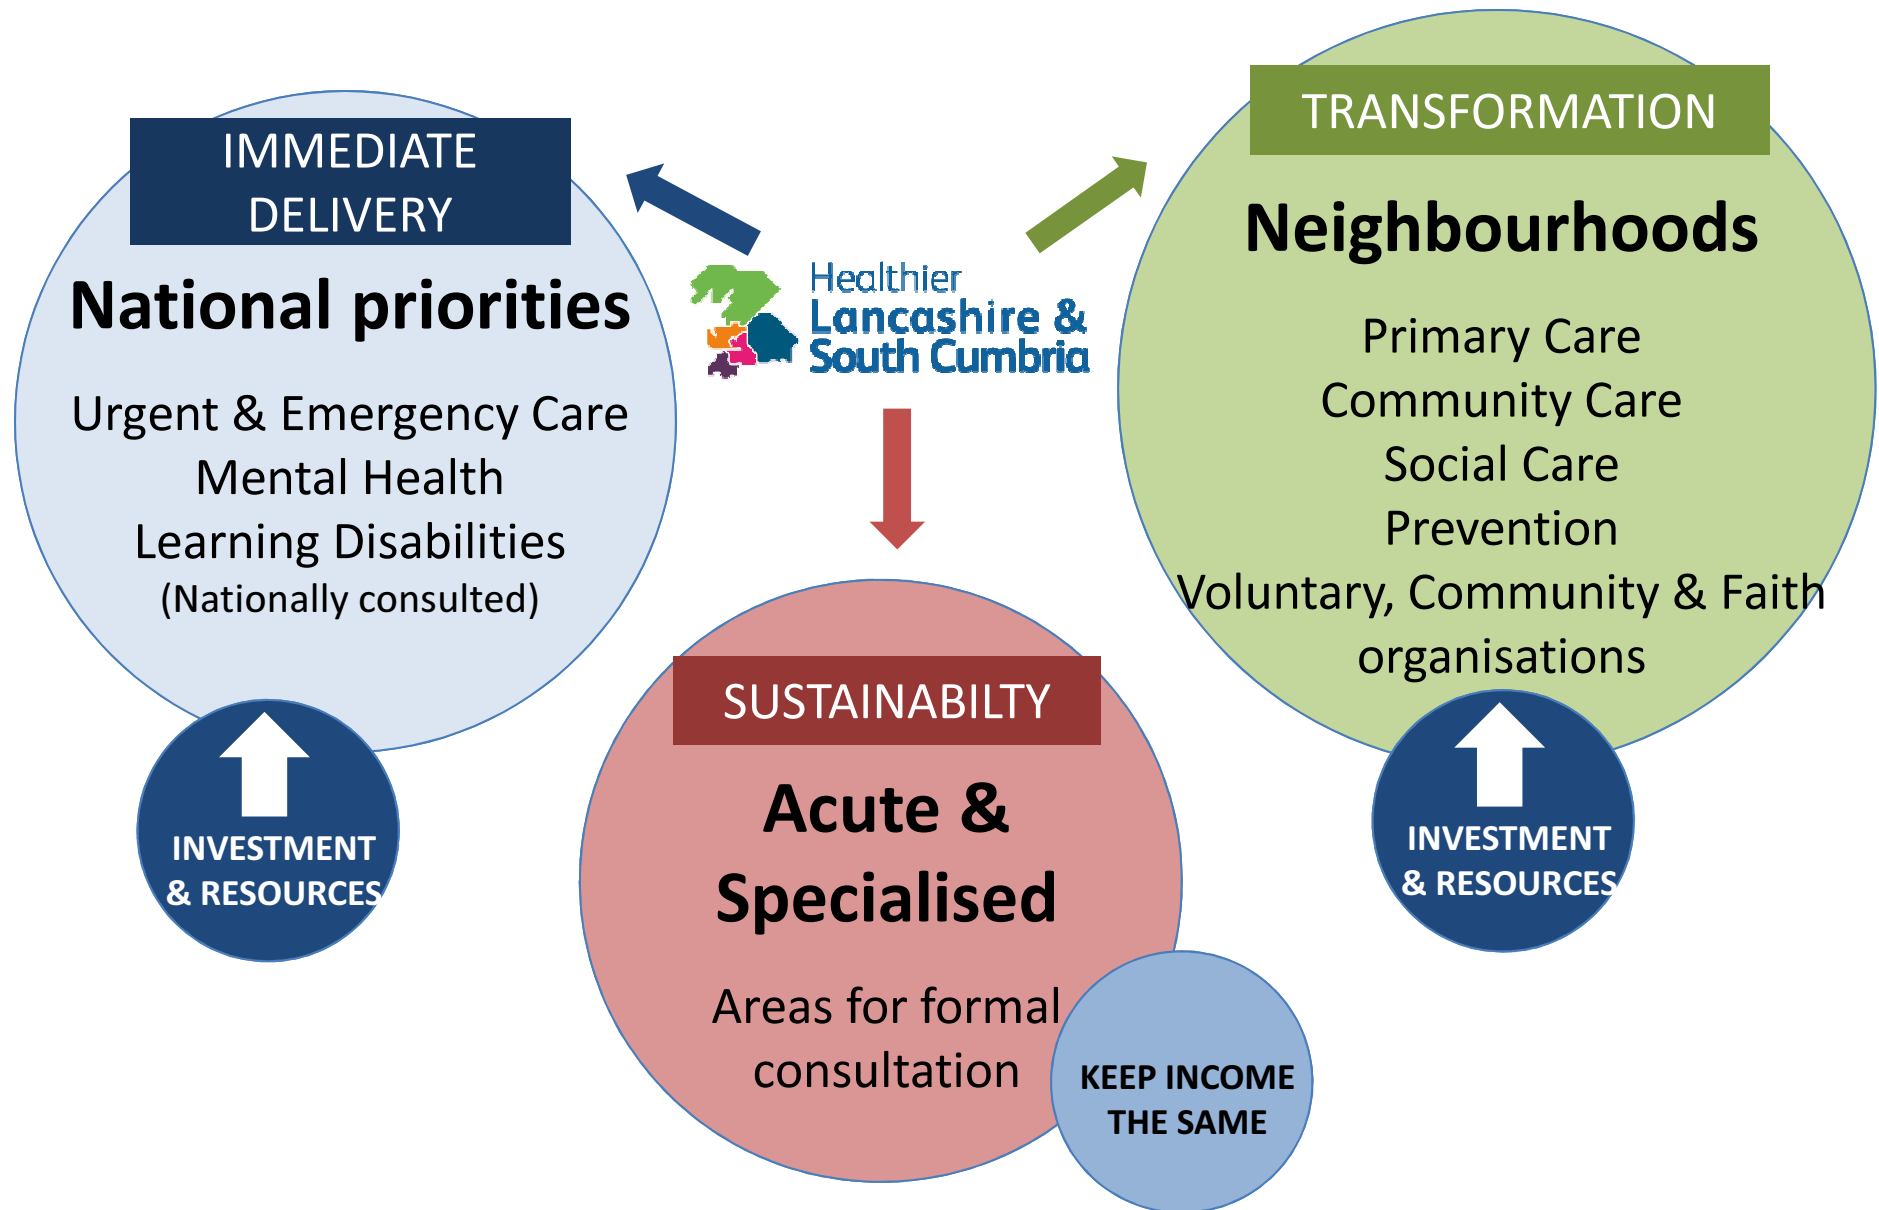 IMMEDIATE
DELIVERY
National priorities
Urgent & Emergency Care
Mental Health
Learning Disabilities
(Nationally consulted)
INVESTMENT
& RESOURCES
Healthier
Lancashire &
South Cumbria
TRANSFORMATION
Neighbourhoods
Primary Care
Community Care
Social Care
Prevention
Voluntary, Community & Faith
organisations
INVESTMENT
& RESOURCES
SUSTAINABILTY
Acute &
Specialised
Areas for formal
consultation
KEEP INCOME
THE SAME